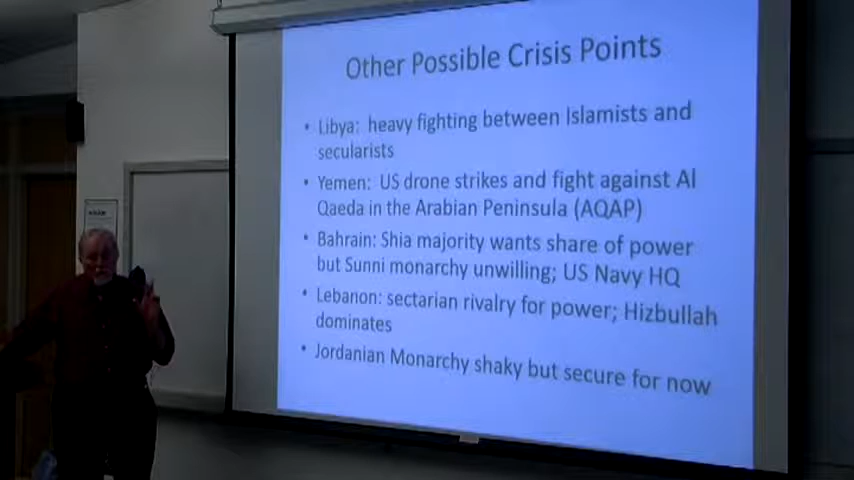 Other Possible Crisis Points
• Libya: heavy fighting between Islamists and
secularists
• Yemen: US drone strikes and fight against Al
Qaeda in the Arabian Peninsula (AQAP)
• Bahrain: Shia majority wants share of power
but Sunni monarchy unwilling; US Navy HQ
• Lebanon: sectarian rivalry for power; Hizbullah
dominates
• Jordanian Monarchy shaky but secure for now